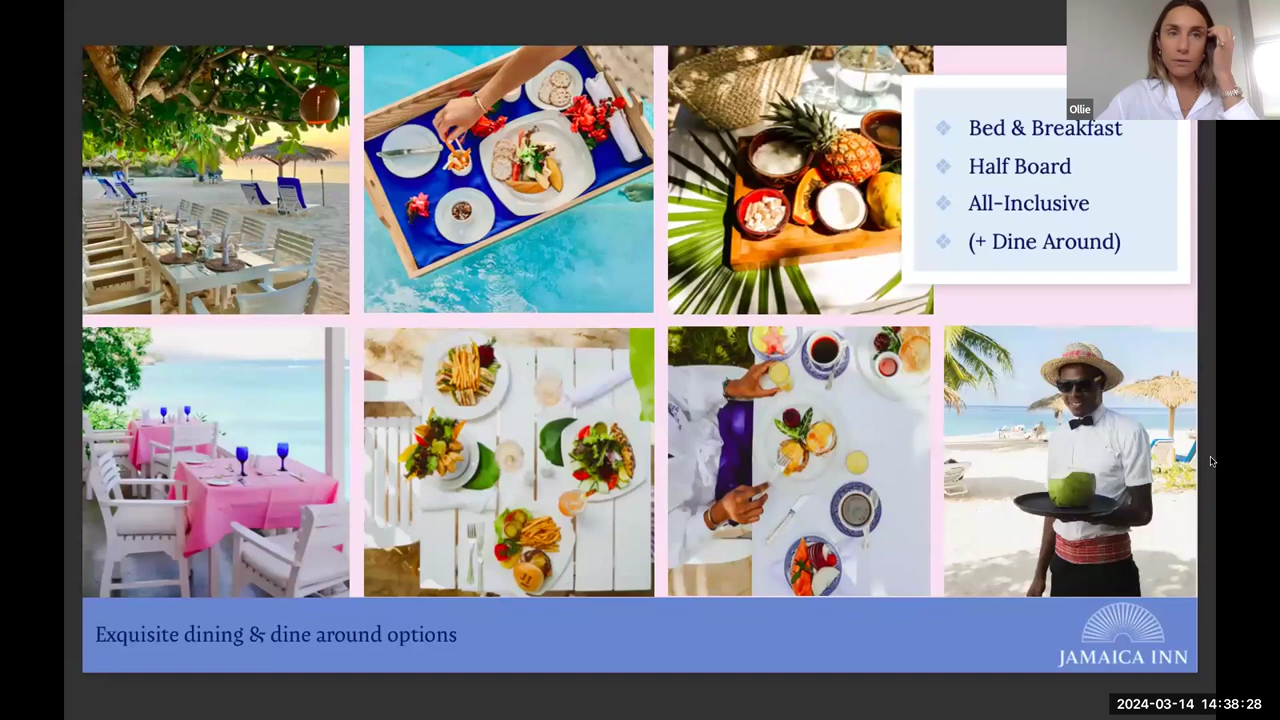 Ollie
Bed & Breakfast
Half Board
All-Inclusive
(+ Dine Around)
Exquisite dining & dine around options
JAMAICA INN
2024-03-14 14:38:28